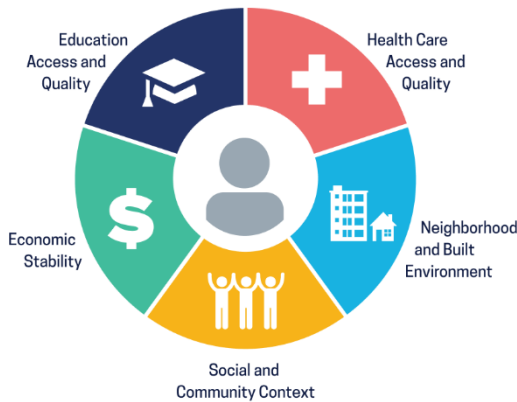 Education
Access and
Quality
Health Care
Access and
Quality
$
Economic
Stability
Neighborhood
and Built
Environment
Social and
Community Context